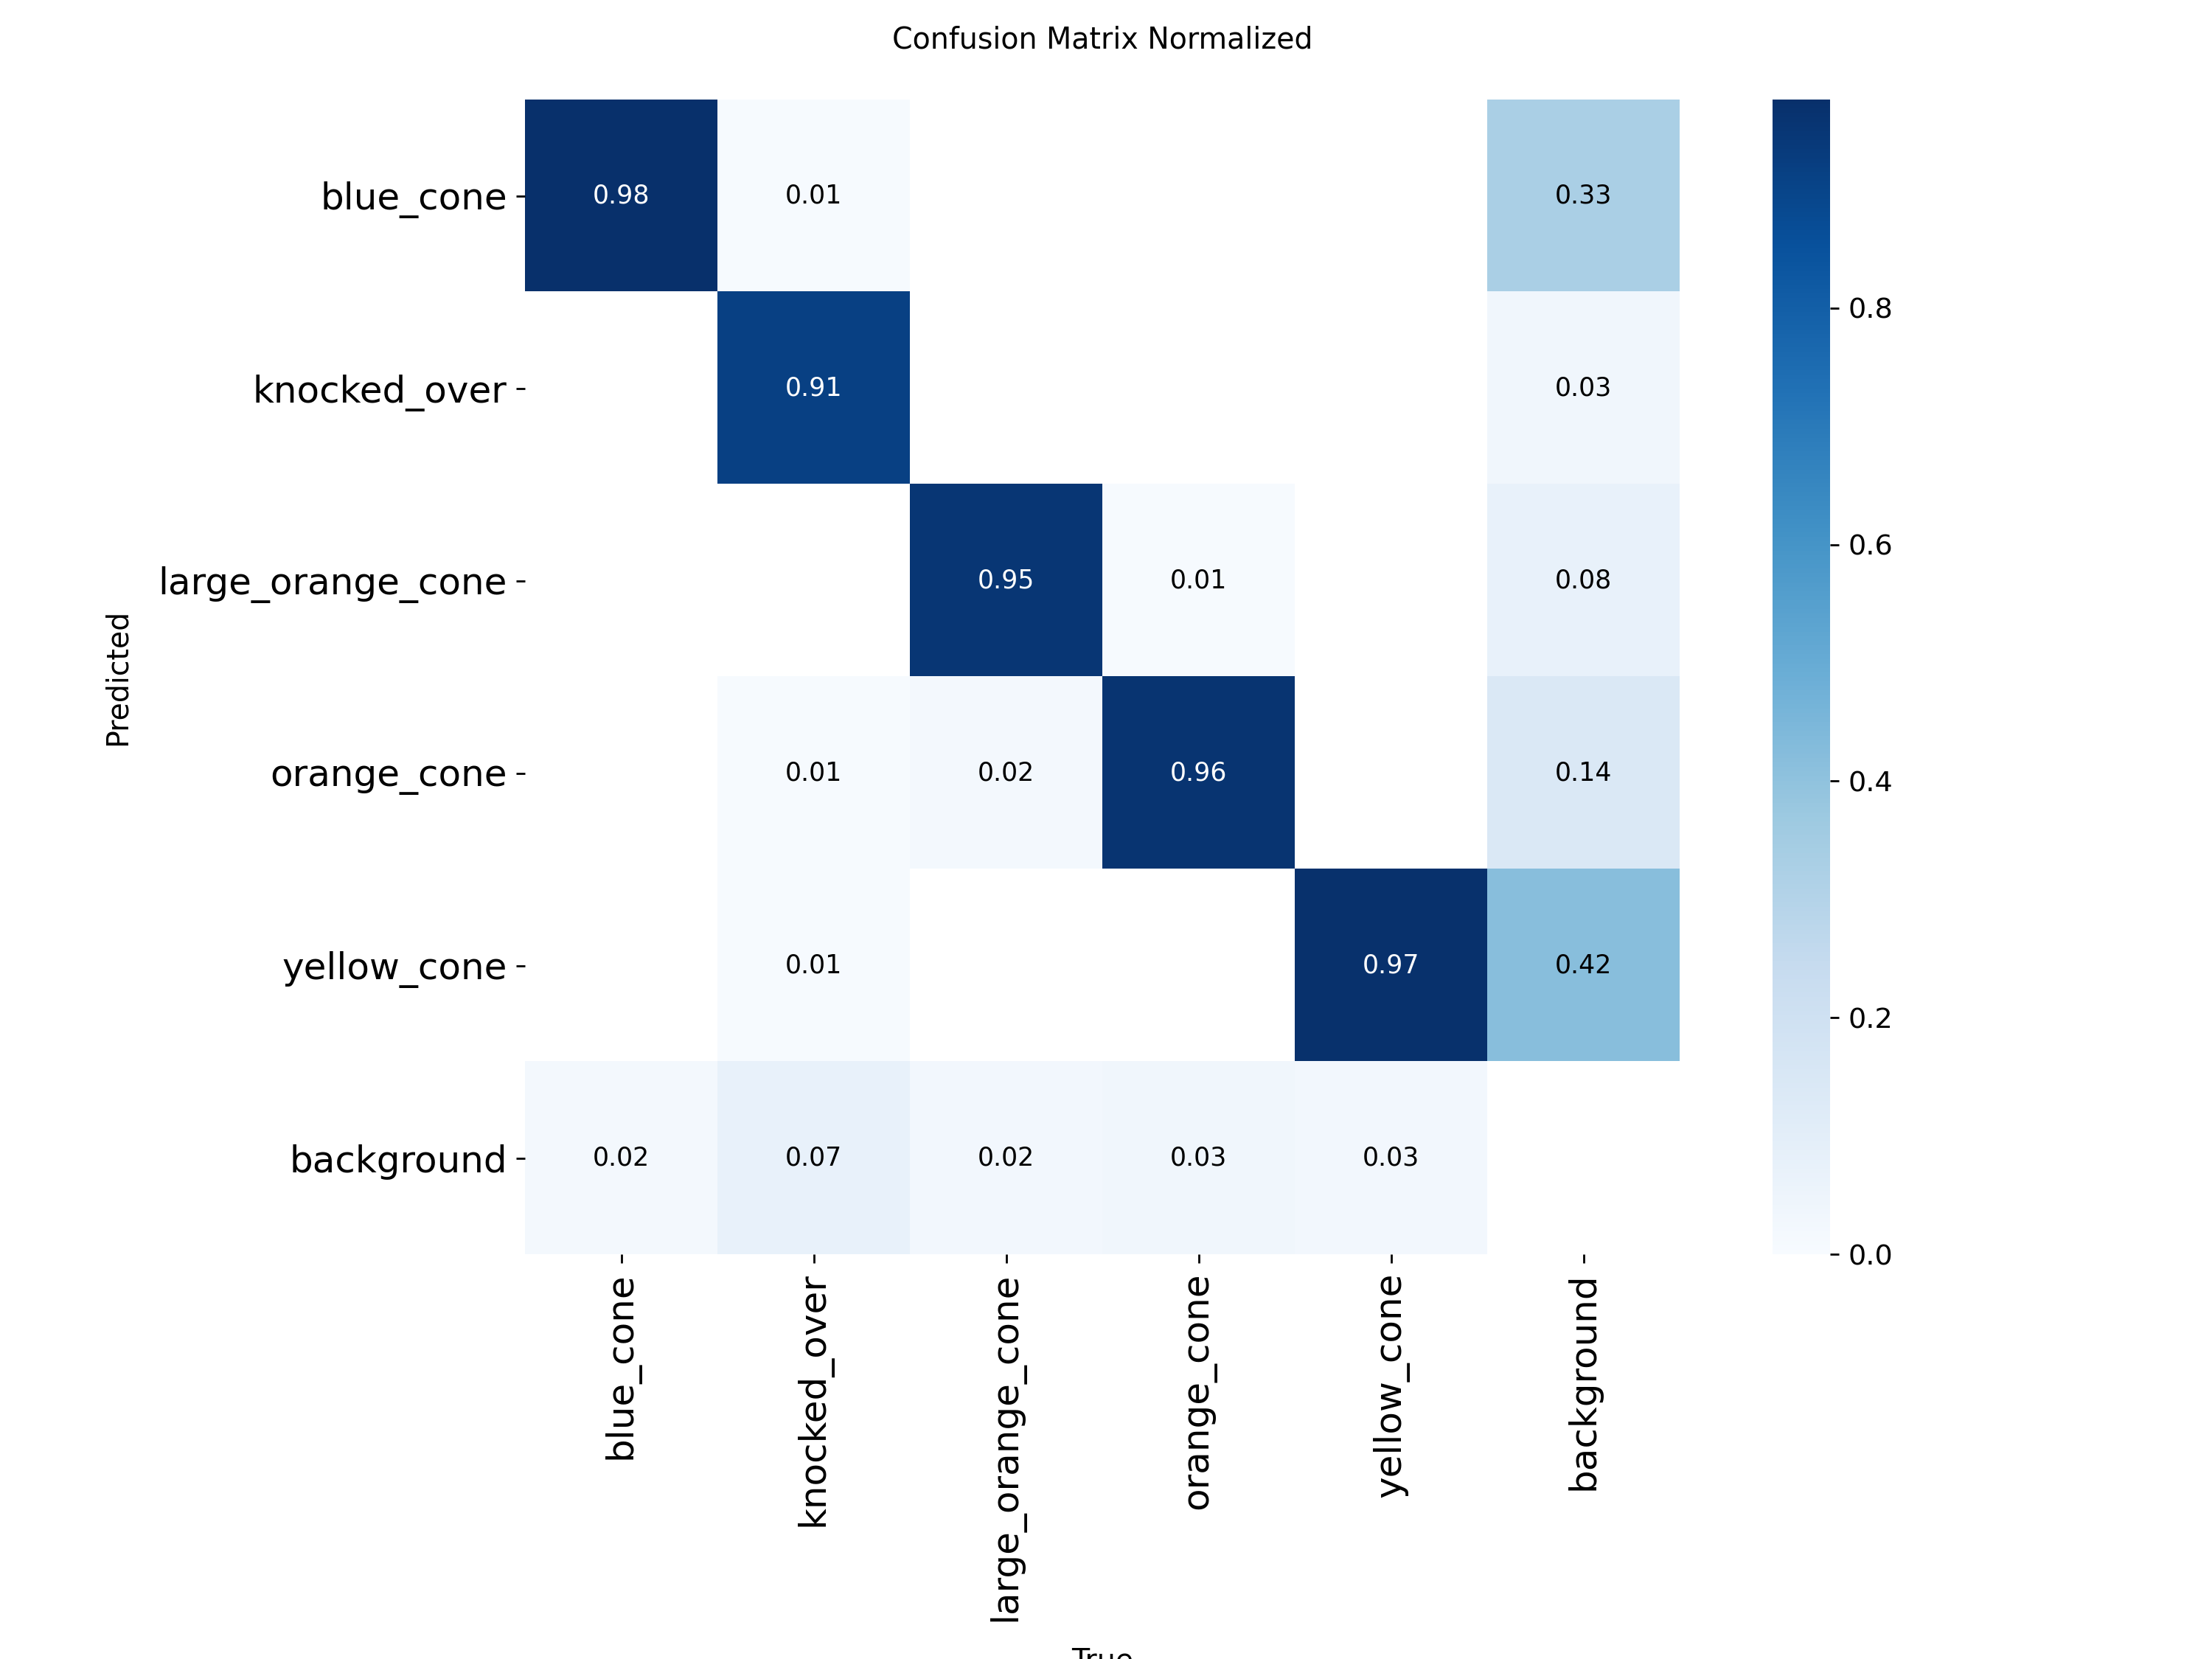 Confusion Matrix Normalized
blue_cone 0.98 0.01 0.33
knocked_over 0.91 0.03 0.8
large_orange_cone 0.95 0.01 0.08 0.6
Predicted
orange_cone 0.01 0.02 0.96 0.14 0.4
yellow_cone 0.01 0.97 0.42 0.2
background 0.02 0.07 0.02 0.03 0.03
0.0
blue_cone
knocked_over
large_orange_cone
orange_cone
yellow_cone
background
True